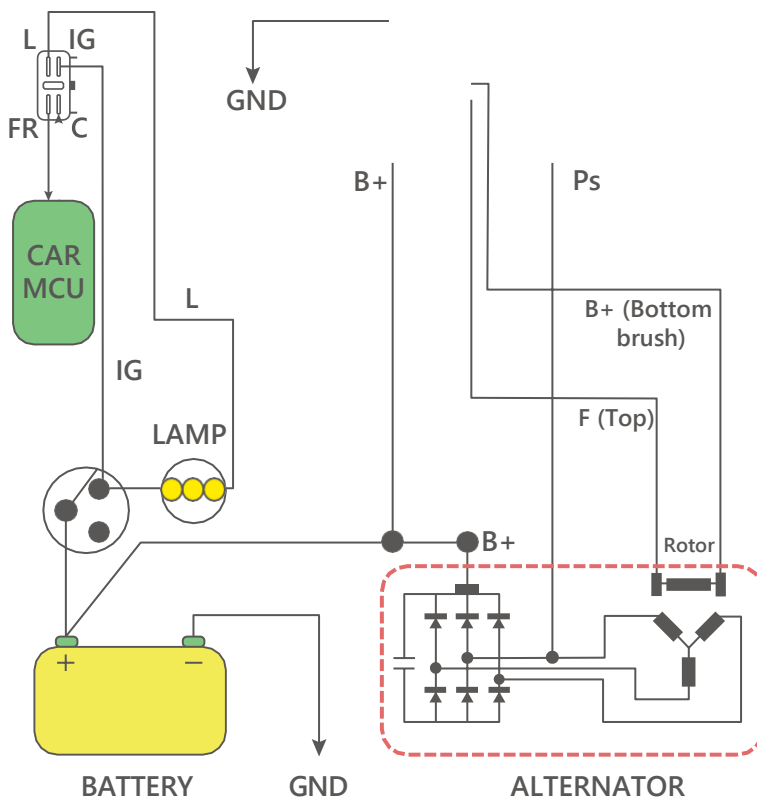 L IG
GND
FR C
B+
Ps
CAR
MCU
L
B+ (Bottom
brush)
IG
F (Top)
LAMP
B+
Rotor
+ −
BATTERY
GND
ALTERNATOR